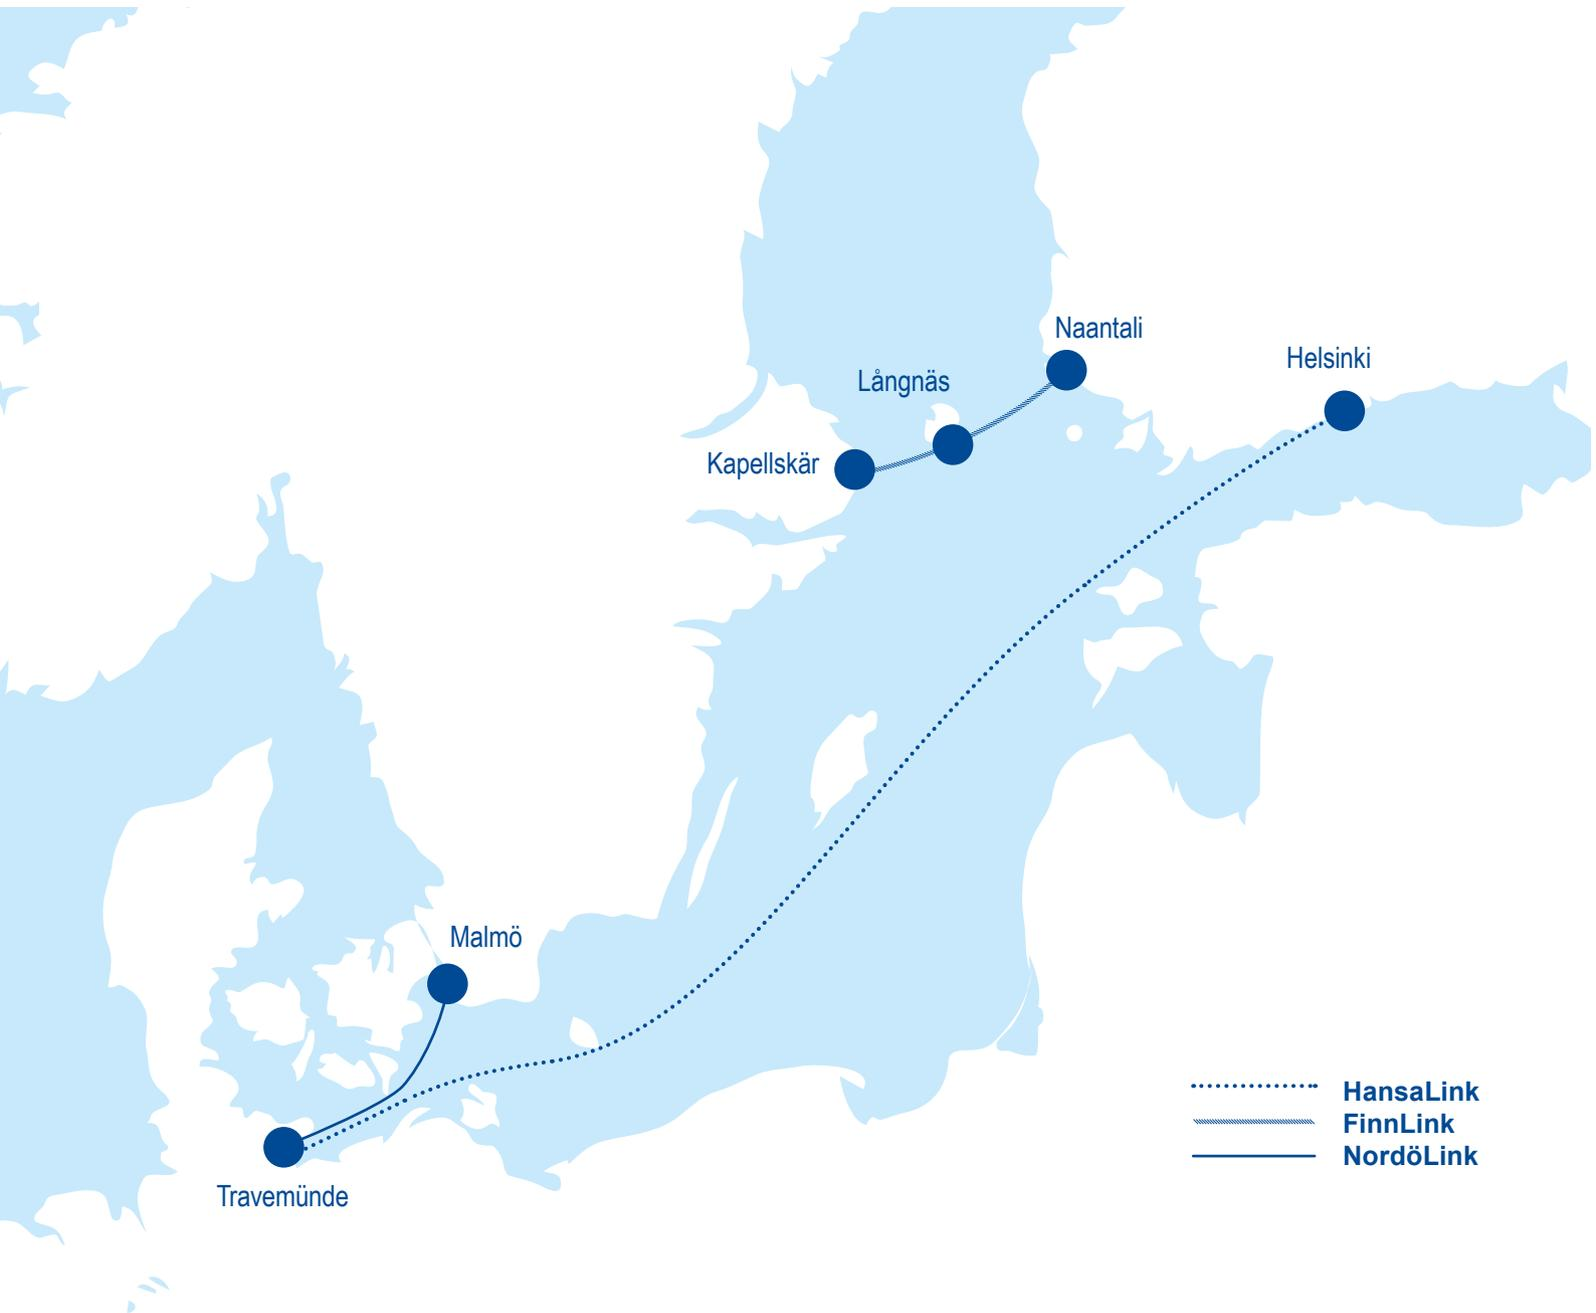 Naantali
Helsinki
Långnäs
Kapellskär
Malmö
HansaLink
FinnLink
NordöLink
Travemünde